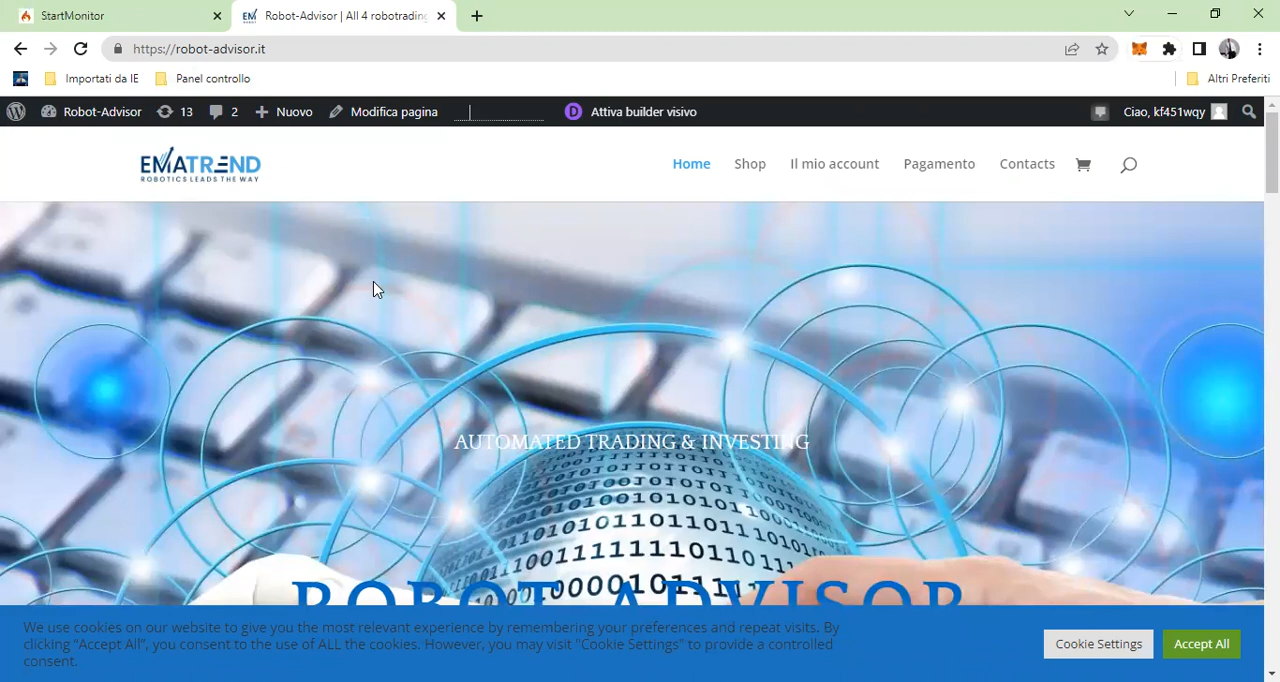 StartMonitor
Robot-Advisor | All 4 robotrading
https://robot-advisor.it
Importati da IE
Panel controllo
Altri Preferiti
Robot-Advisor 13 2 Nuovo Modifica pagina Attiva builder visivo Ciao, kf451wqy
EMATREND
ROBOTICS LEADS THE WAY
Home Shop Il mio account Pagamento Contacts
AUTOMATED TRADING & INVESTING
ROBOT ADVISOR
We use cookies on our website to give you the most relevant experience by remembering your preferences and repeat visits. By
clicking "Accept All", you consent to the use of ALL the cookies. However, you may visit "Cookie Settings" to provide a controlled
consent.
Cookie Settings
Accept All